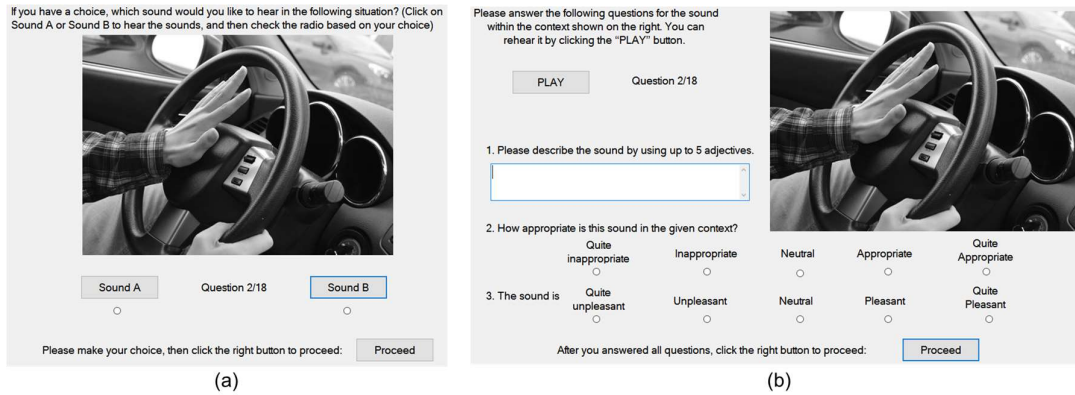 If you have a choice, which sound would you like to hear in the following situation? (Click on
Sound A or Sound B to hear the sounds, and then check the radio based on your choice)
Sound A
Question 2/18
Sound B
Please make your choice, then click the right button to proceed:
Proceed
(a)
Please answer the following questions for the sound
within the context shown on the right. You can
rehear it by clicking the “PLAY” button.
PLAY
Question 2/18
1. Please describe the sound by using up to 5 adjectives.
2. How appropriate is this sound in the given context?
Quite
inappropriate
Inappropriate
Neutral
Appropriate
Quite
Appropriate
3. The sound is
Quite
unpleasant
Unpleasant
Neutral
Pleasant
Quite
Pleasant
After you answered all questions, click the right button to proceed:
Proceed
(b)